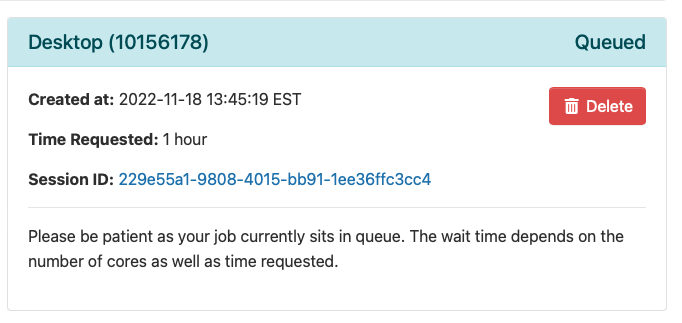 Desktop (10156178) Queued
Created at: 2022-11-18 13:45:19 EST
Delete
Time Requested: 1 hour
Session ID: 229e55a1-9808-4015-bb91-1ee36ffc3cc4
Please be patient as your job currently sits in queue. The wait time depends on the
number of cores as well as time requested.